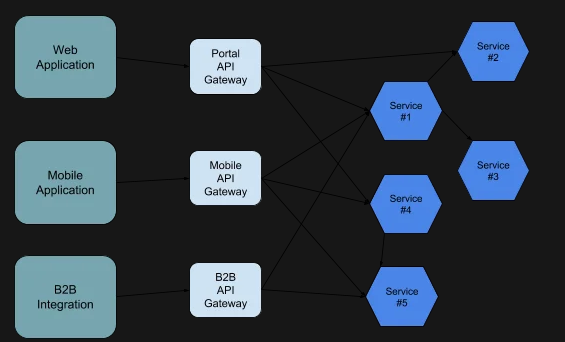 Web
Application
Portal
API
Gateway
Service
#2
Service
#1
Mobile
Application
Mobile
API
Gateway
Service
#3
Service
#4
B2B
Integration
B2B
API
Gateway
Service
#5